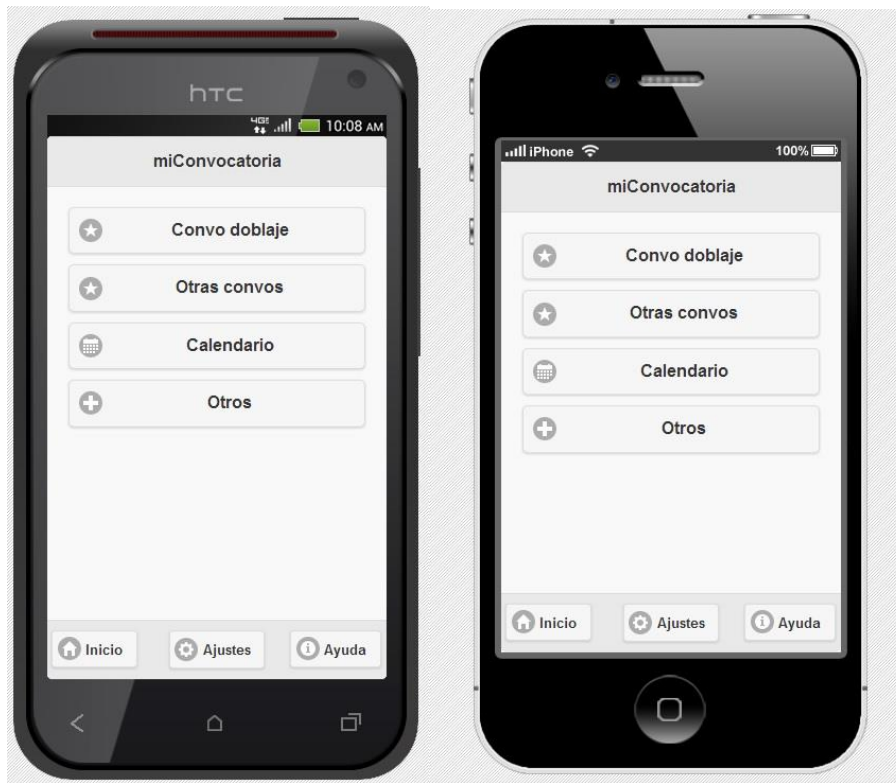 hTC
4G 10:08 AM
miConvocatoria
Convo doblaje
Otras convos
Calendario
Otros
Inicio Ajustes Ayuda
iPhone 100%
miConvocatoria
Convo doblaje
Otras convos
Calendario
Otros
Inicio Ajustes Ayuda